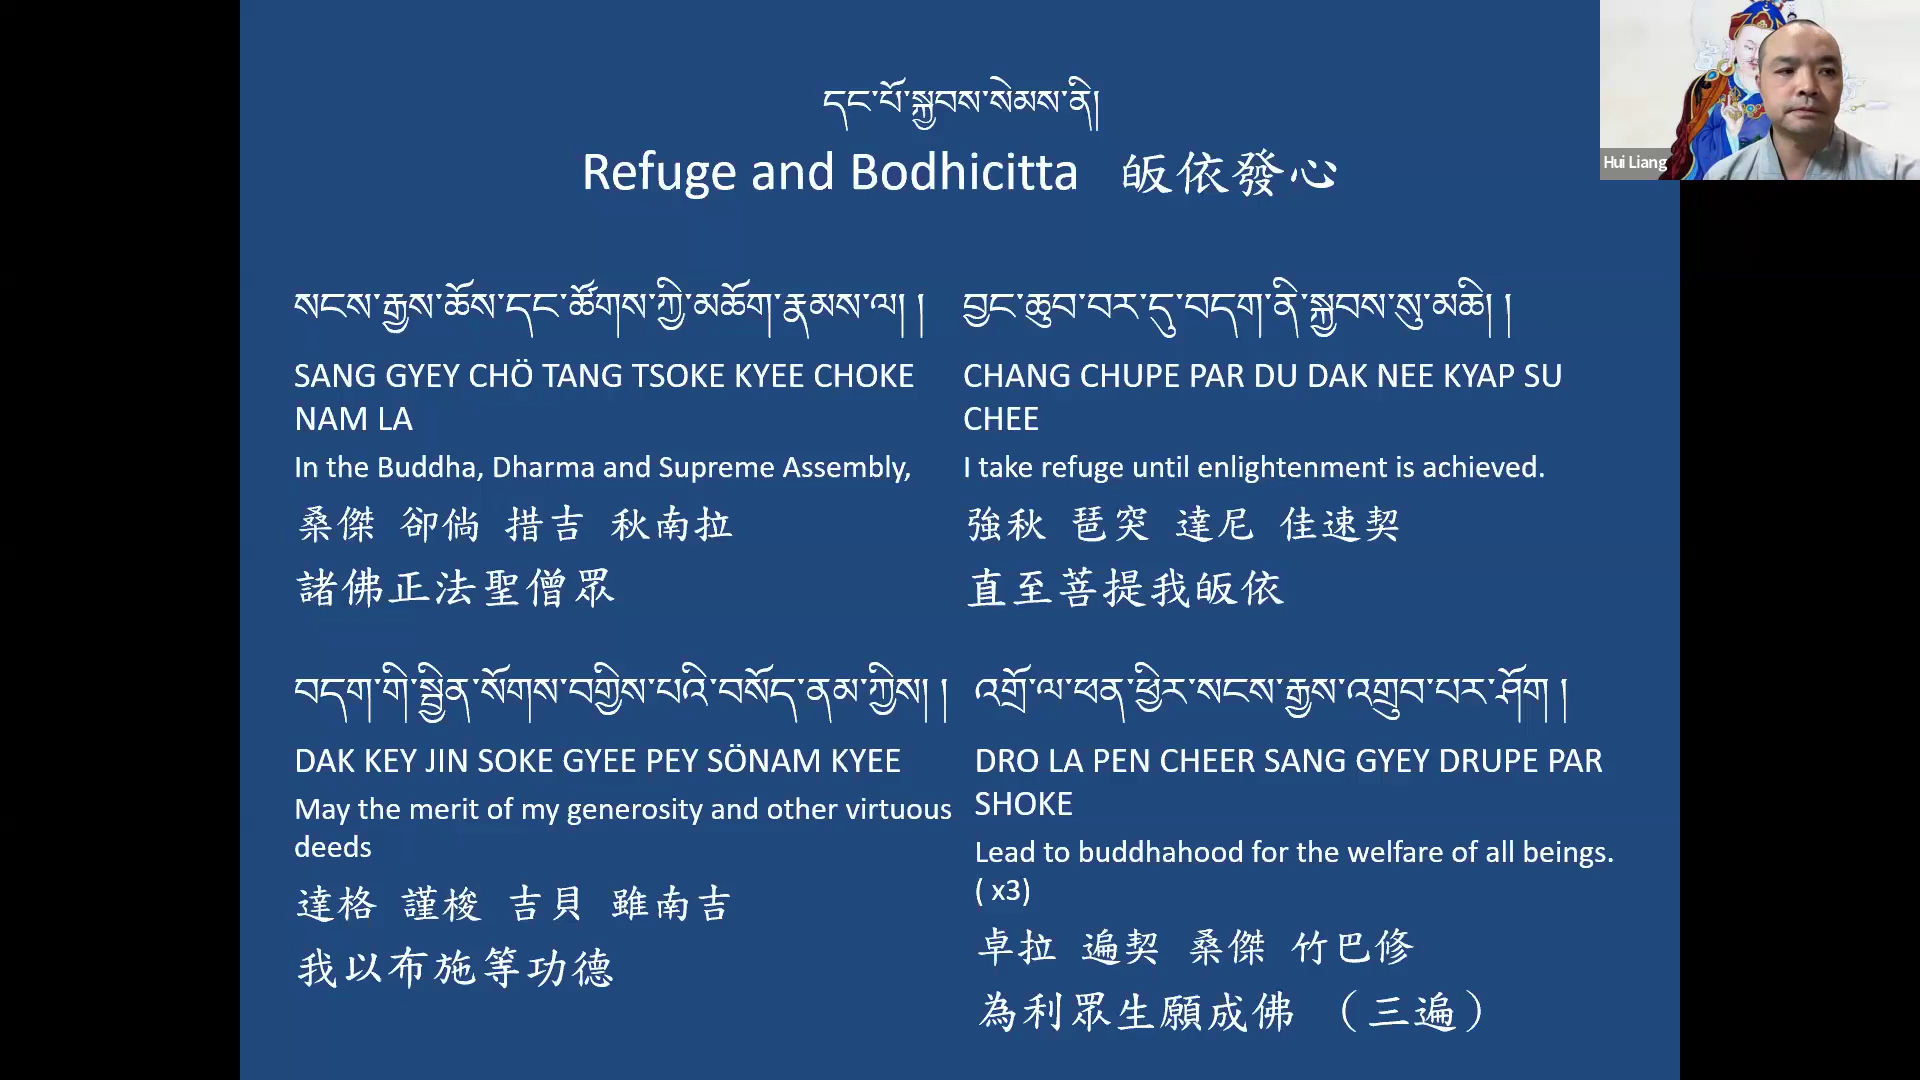 དང་པོ་སྐྱབས་སེམས་ནི།
Refuge and Bodhicitta 皈依發心
Hui Liang
སངས་རྒྱས་ཆོས་དང་ཚོགས་ཀྱི་མཆོག་རྣམས་ལ། །
SANG GYEY CHÖ TANG TSOKE KYEE CHOKE
NAM LA
In the Buddha, Dharma and Supreme Assembly,
桑傑 卻倘 措吉 秋南拉
諸佛正法聖僧眾
བྱང་ཆུབ་བར་དུ་བདག་ནི་སྐྱབས་སུ་མཆི། །
CHANG CHUPE PAR DU DAK NEE KYAP SU
CHEE
I take refuge until enlightenment is achieved.
強秋 琶突 達尼 佳速契
直至菩提我皈依
བདག་གི་སྦྱིན་སོགས་བགྱིས་པའི་བསོད་ནམ་ཀྱིས། །
DAK KEY JIN SOKE GYEE PEY SÖNAM KYEE
May the merit of my generosity and other virtuous
deeds
達格 謹梭 吉貝 雖南吉
我以布施等功德
འགྲོ་ལ་ཕན་ཕྱིར་སངས་རྒྱས་འགྲུབ་པར་ཤོག །
DRO LA PEN CHEER SANG GYEY DRUPE PAR
SHOKE
Lead to buddhahood for the welfare of all beings.
( x3)
卓拉 遍契 桑傑 竹巴修
為利眾生願成佛 （三遍）